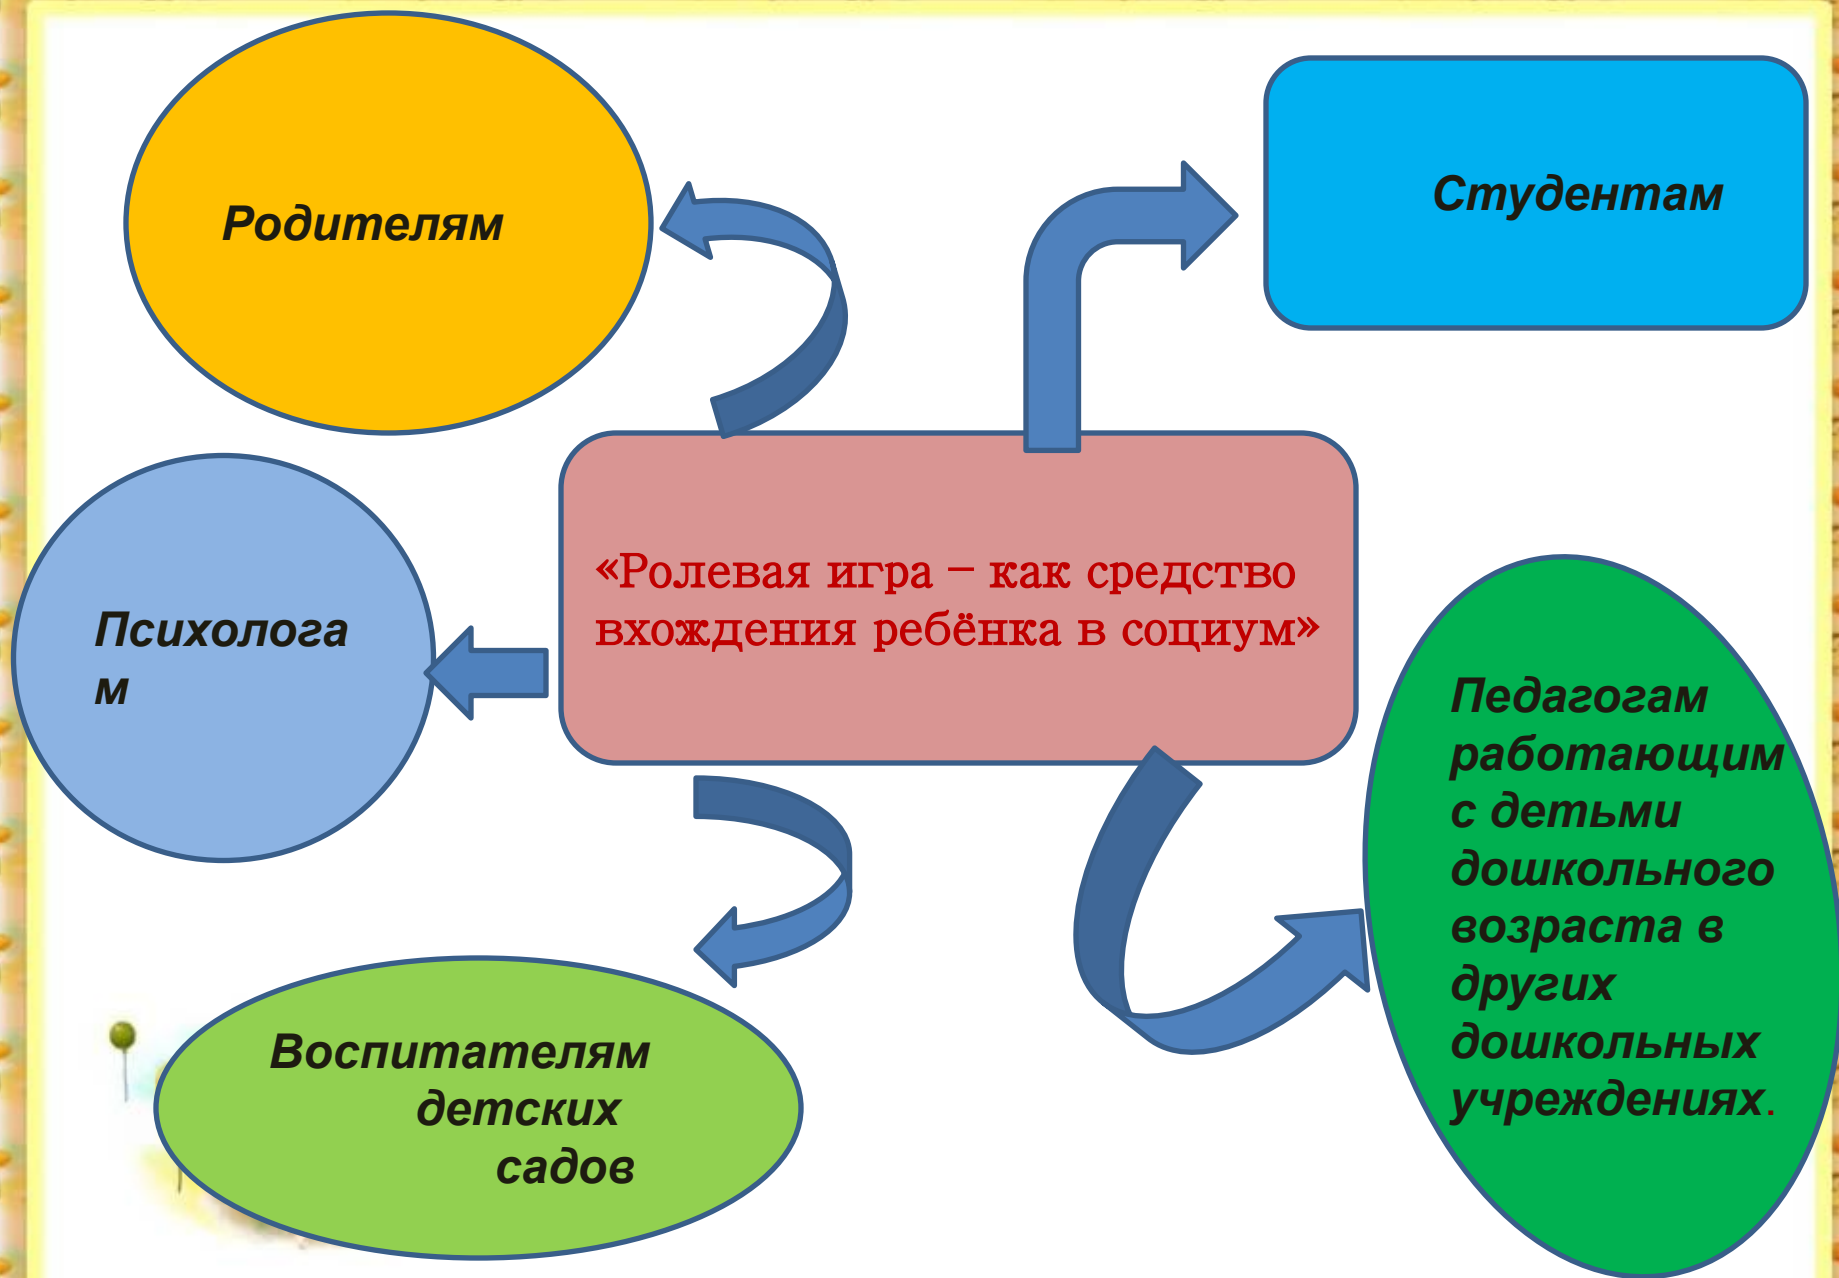 Родителям
Студентам
«Ролевая игра – как средство
вхождения ребёнка в социум»
Психолога
м
Педагогам
работающим
с детьми
дошкольного
возраста в
других
дошкольных
учреждениях.
Воспитателям
детских
садов